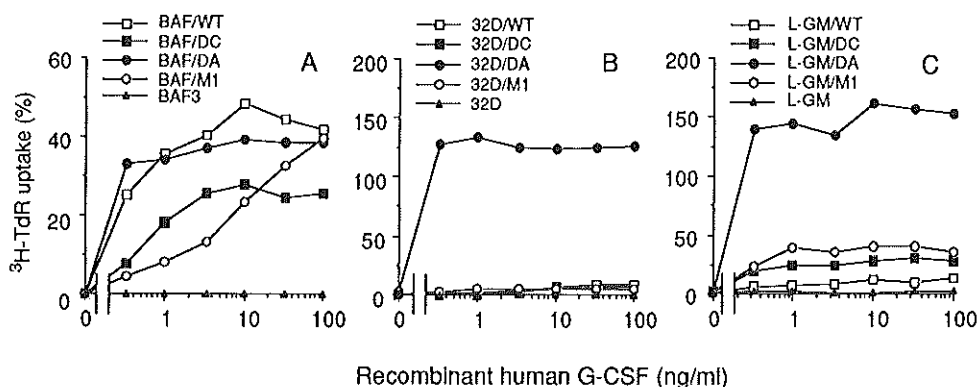 BAF/WT
BAF/DC
BAF/DA
BAF/M1
BAF3
A
60
40
20
0
³H-TdR uptake (%)
0
1
10
100
32D/WT
32D/DC
32D/DA
32D/M1
32D
B
200
150
100
50
0
0
1
10
100
L-GM/WT
L-GM/DC
L-GM/DA
L-GM/M1
L-GM
C
200
150
100
50
0
0
1
10
100
Recombinant human G-CSF (ng/ml)